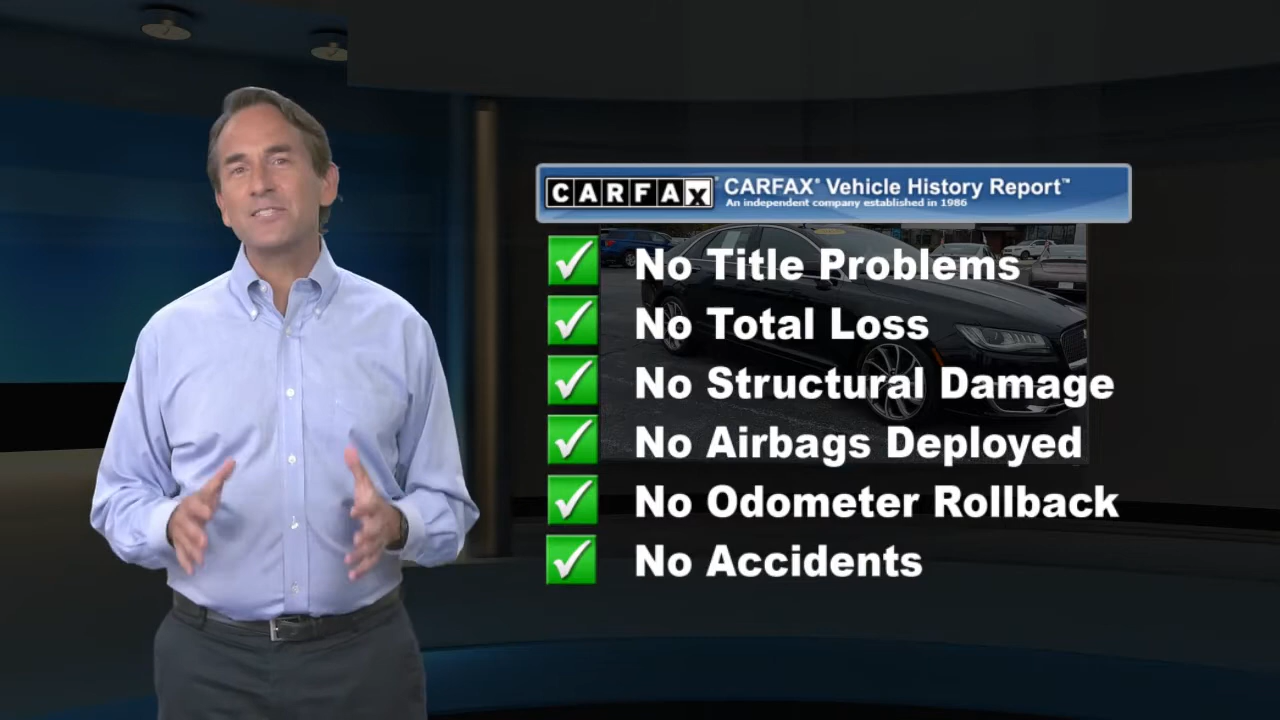 CARFAX
CARFAX® Vehicle History Report™
An independent company established in 1986
No Title Problems
No Total Loss
No Structural Damage
No Airbags Deployed
No Odometer Rollback
No Accidents